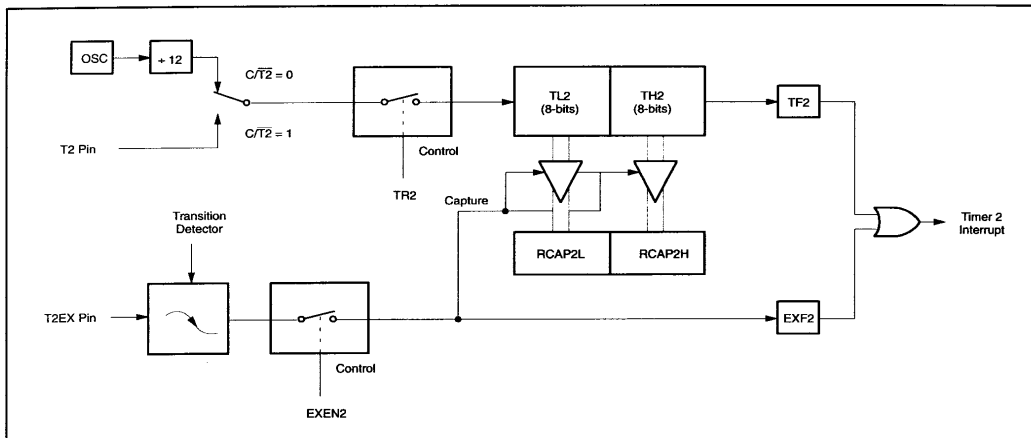 OSC
÷ 12
C/T2 = 0
C/T2 = 1
T2 Pin
Control
TR2
TL2
(8-bits)
TH2
(8-bits)
TF2
Capture
Transition
Detector
RCAP2L
RCAP2H
Timer 2
Interrupt
T2EX Pin
Control
EXEN2
EXF2